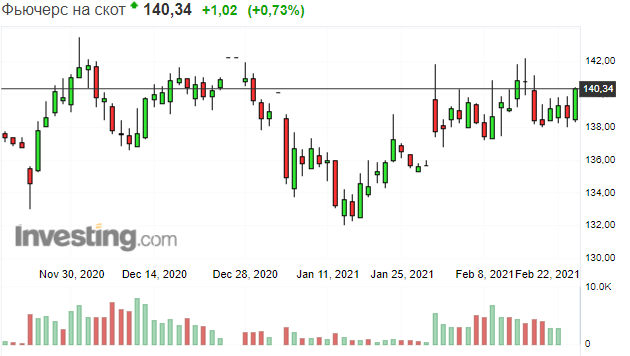 Фьючерс на скот 140,34 +1,02 (+0,73%)
142,00
140,34
138,00
136,00
134,00
132,00
130,00
Investing.com
Nov 30, 2020 Dec 14, 2020 Dec 28, 2020 Jan 11, 2021 Jan 25, 2021 Feb 8, 2021 Feb 22, 2021
10.0K
0